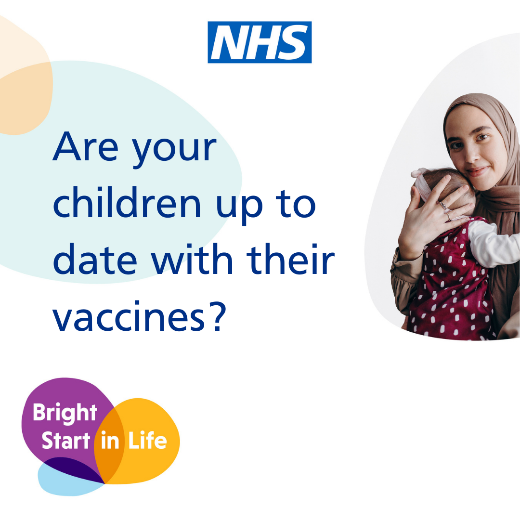 NHS
Are your
children up to
date with their
vaccines?
Bright
Start in Life